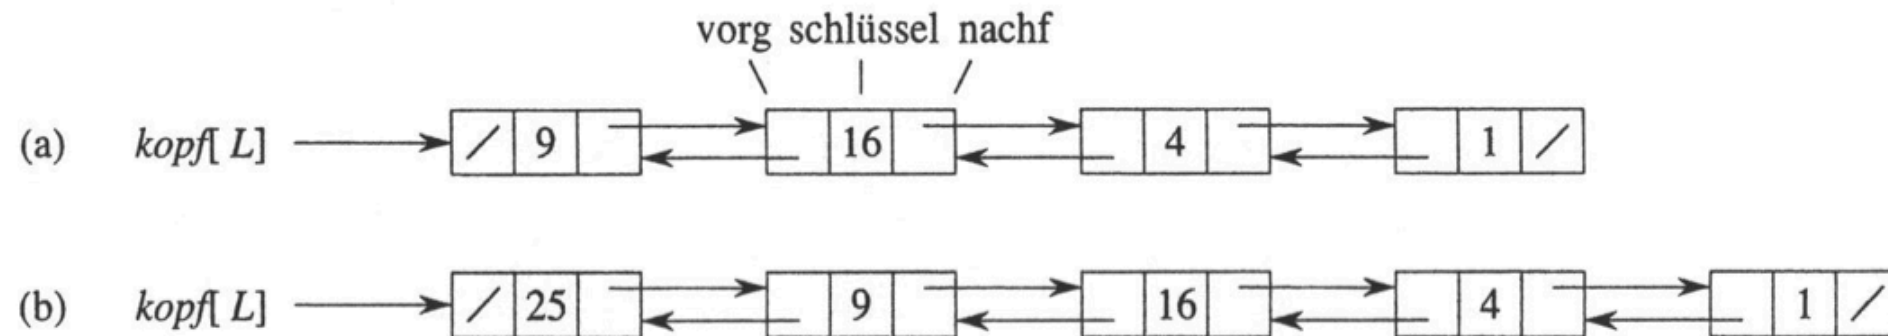 vorg schlüssel nachf
(a) kopf[ L] / 9 16 4 1 /
(b) kopf[ L] / 25 9 16 4 1 /